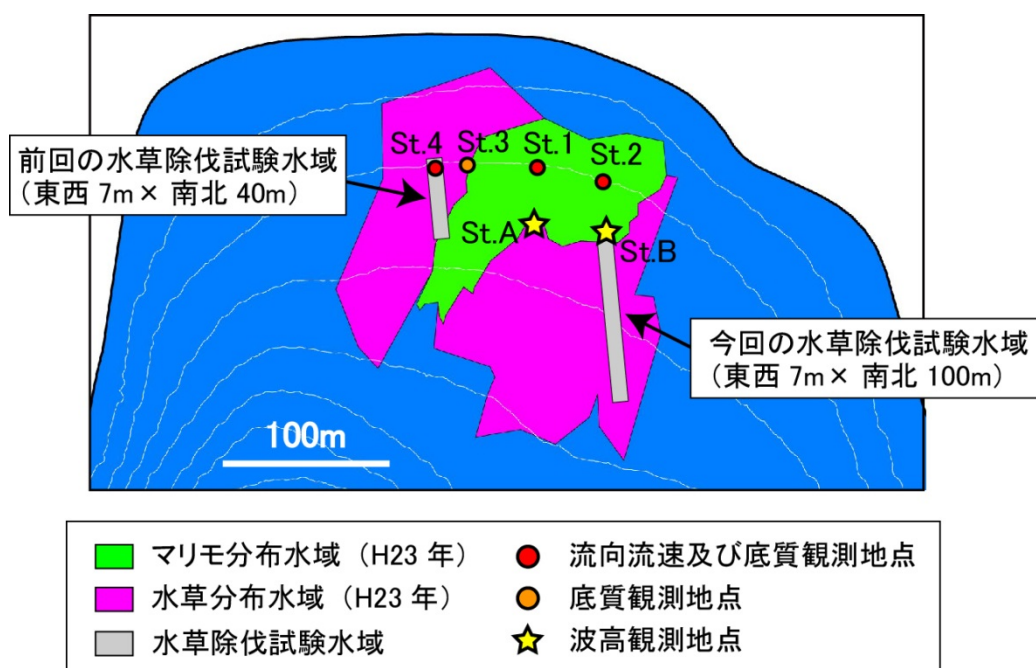 前回の水草除伐試験水域
（東西 7m× 南北 40m）
St.4
St.3
St.1
St.2
St.A
St.B
今回の水草除伐試験水域
（東西 7m× 南北 100m）
100m
マリモ分布水域（H23 年）
水草分布水域（H23 年）
水草除伐試験水域
流向流速及び底質観測地点
底質観測地点
波高観測地点